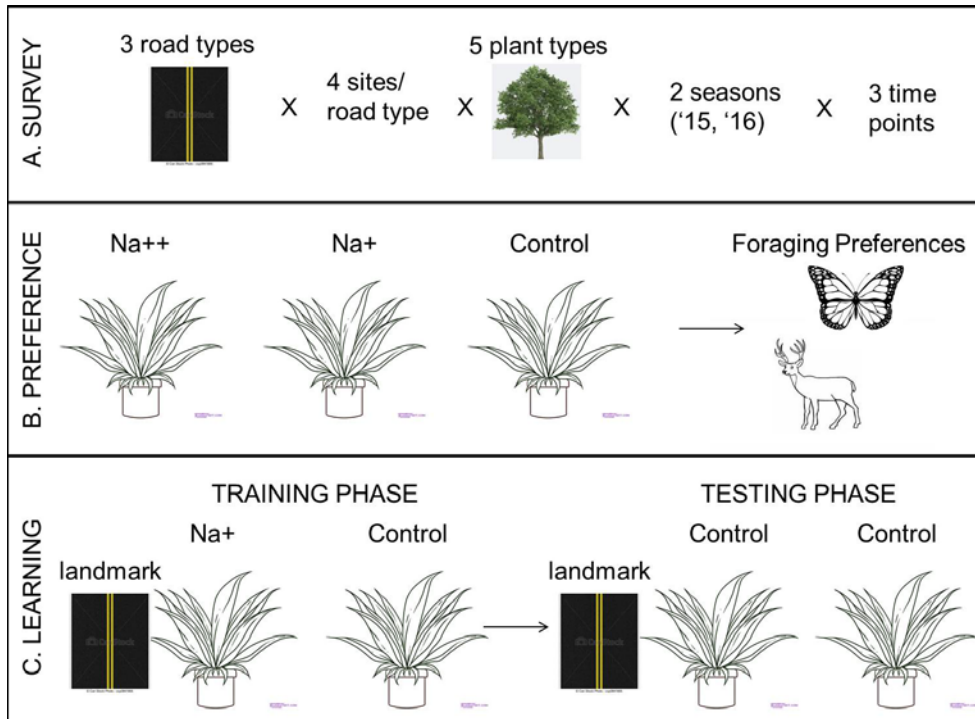 A. SURVEY
3 road types
X
4 sites/
road type
X
5 plant types
X
2 seasons
(‘15, ‘16)
X
3 time
points
B. PREFERENCE
Na++
Na+
Control
Foraging Preferences
C. LEARNING
TRAINING PHASE
TESTING PHASE
Na+
Control
Control
Control
landmark
landmark